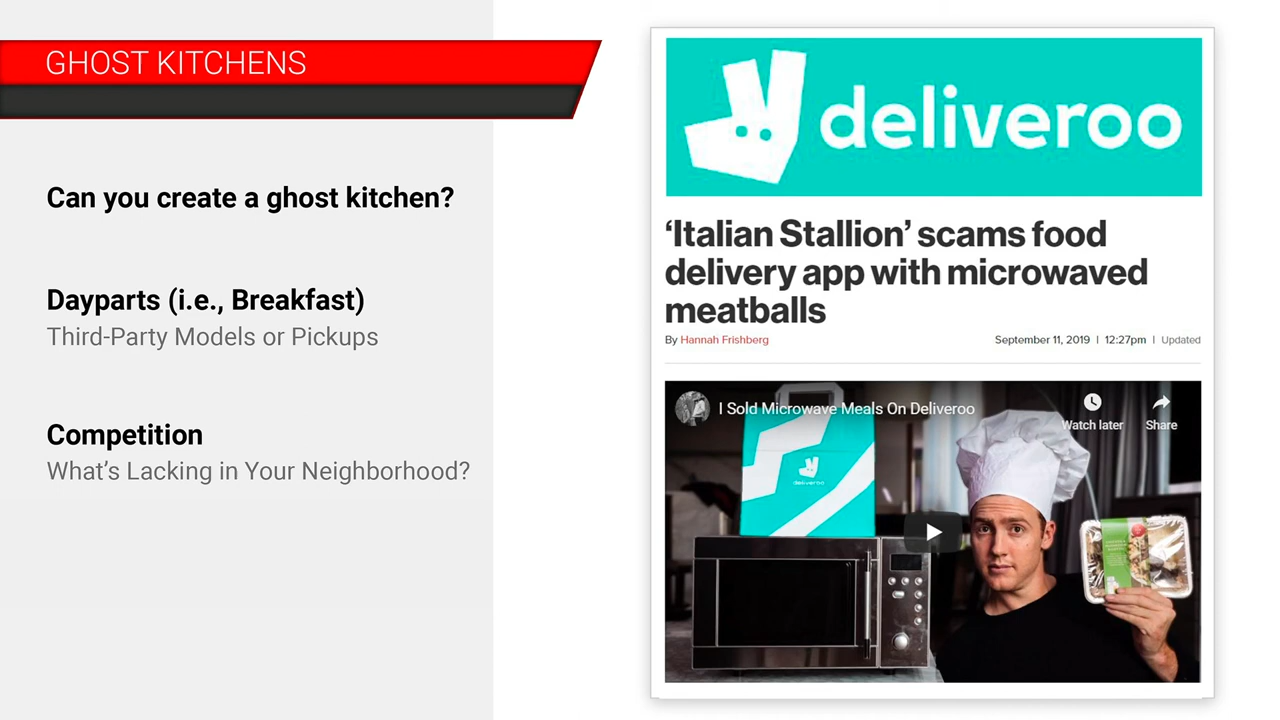 GHOST KITCHENS
Can you create a ghost kitchen?
Dayparts (i.e., Breakfast)
Third-Party Models or Pickups
Competition
What's Lacking in Your Neighborhood?
deliveroo
‘Italian Stallion’ scams food
delivery app with microwaved
meatballs
By Hannah Frishberg September 11, 2019 | 12:27pm | Updated
I Sold Microwave Meals On Deliveroo
Watch later Share
deliveroo